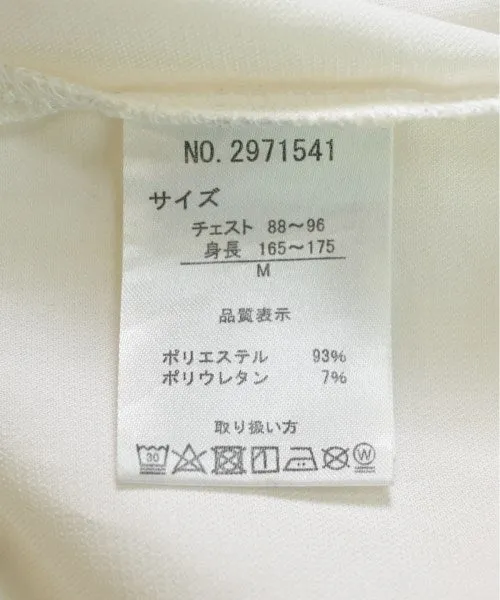 NO. 2971541
サイズ
チェスト 88～96
身長 165～175
M
品質表示
ポリエステル 93%
ポリウレタン 7%
取り扱い方
30 W